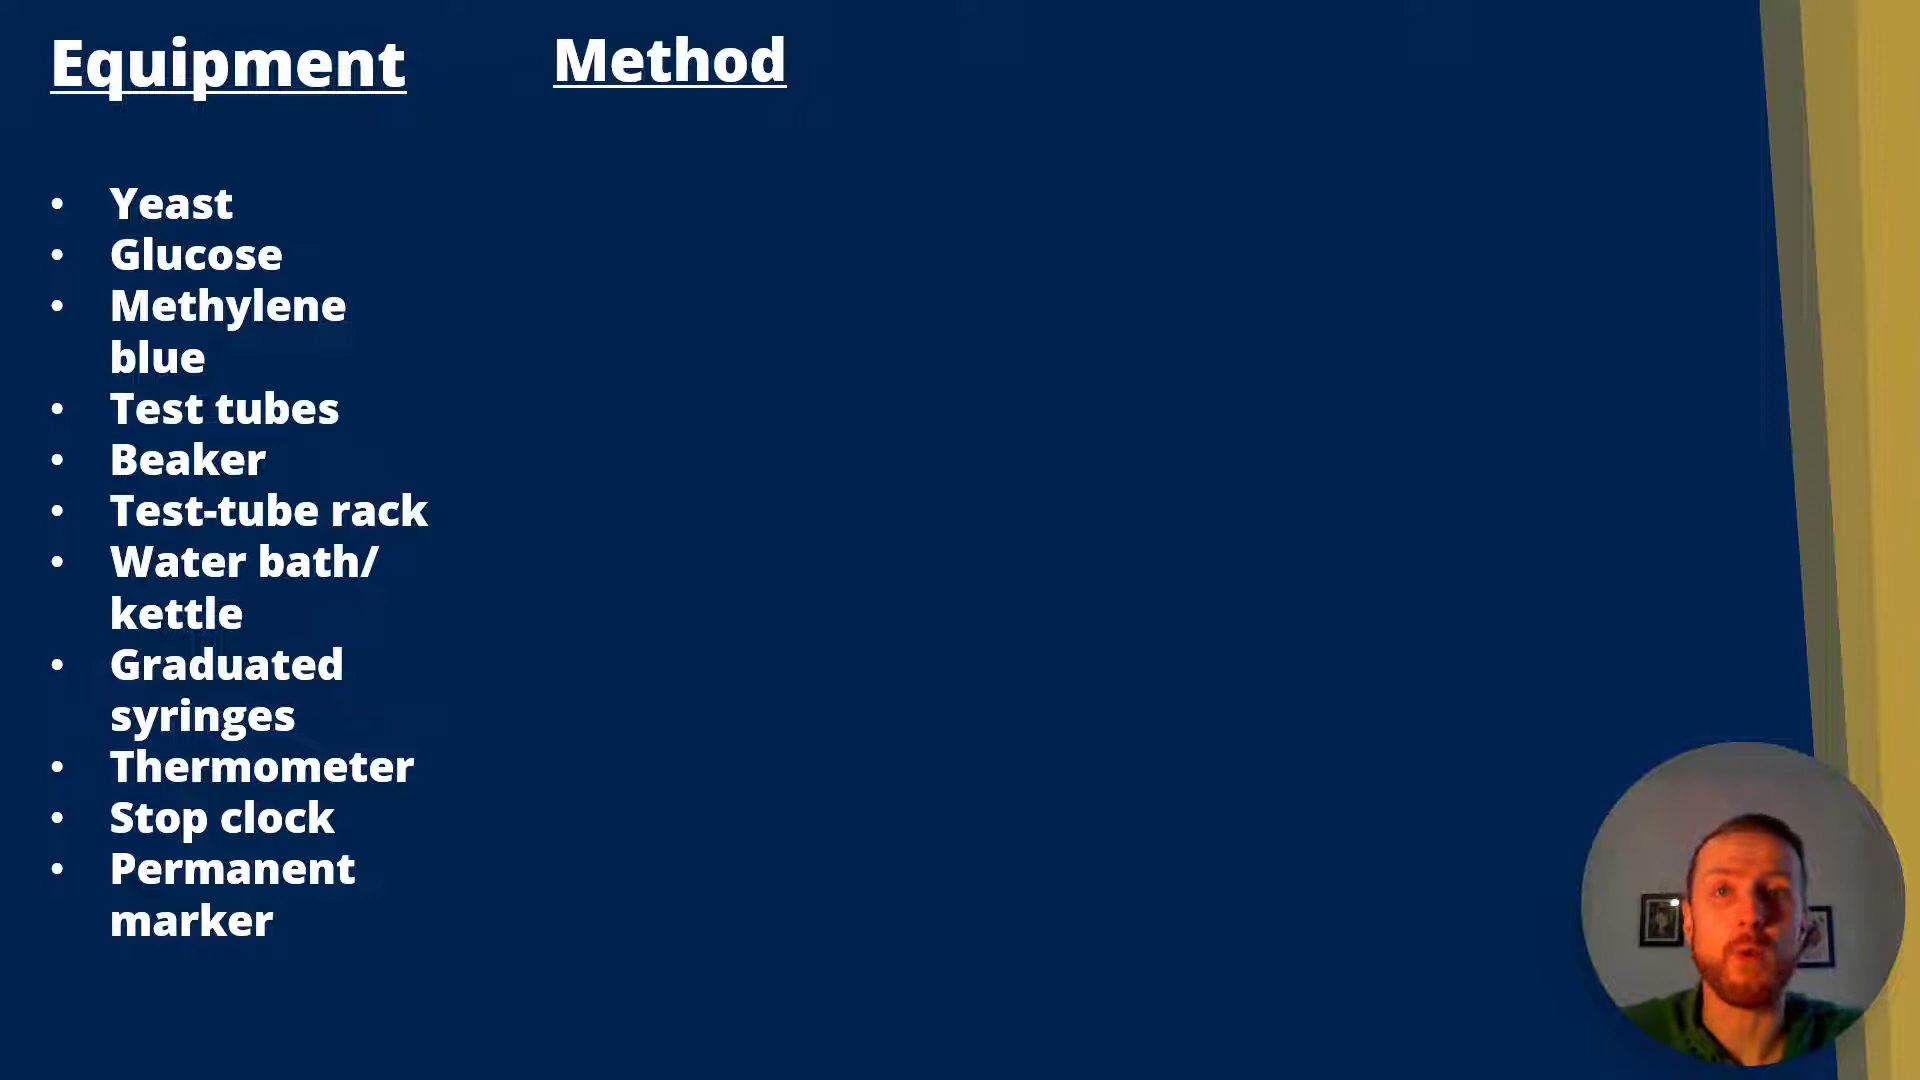 Equipment
Method
• Yeast
• Glucose
• Methylene
blue
• Test tubes
• Beaker
• Test-tube rack
• Water bath/
kettle
• Graduated
syringes
• Thermometer
• Stop clock
• Permanent
marker